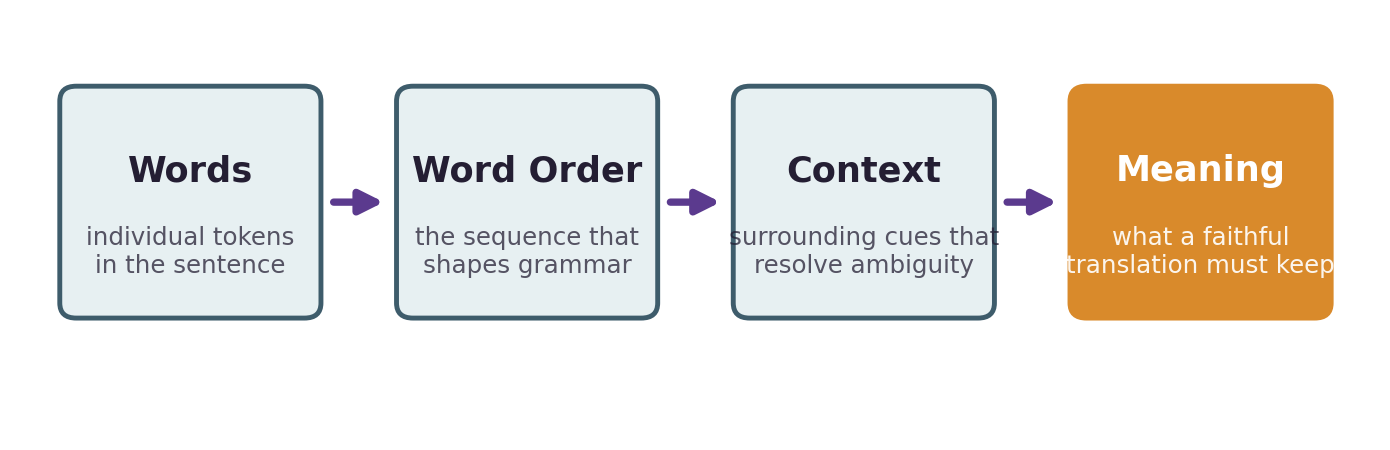 Words
individual tokens
in the sentence
Word Order
the sequence that
shapes grammar
Context
surrounding cues that
resolve ambiguity
Meaning
what a faithful
translation must keep